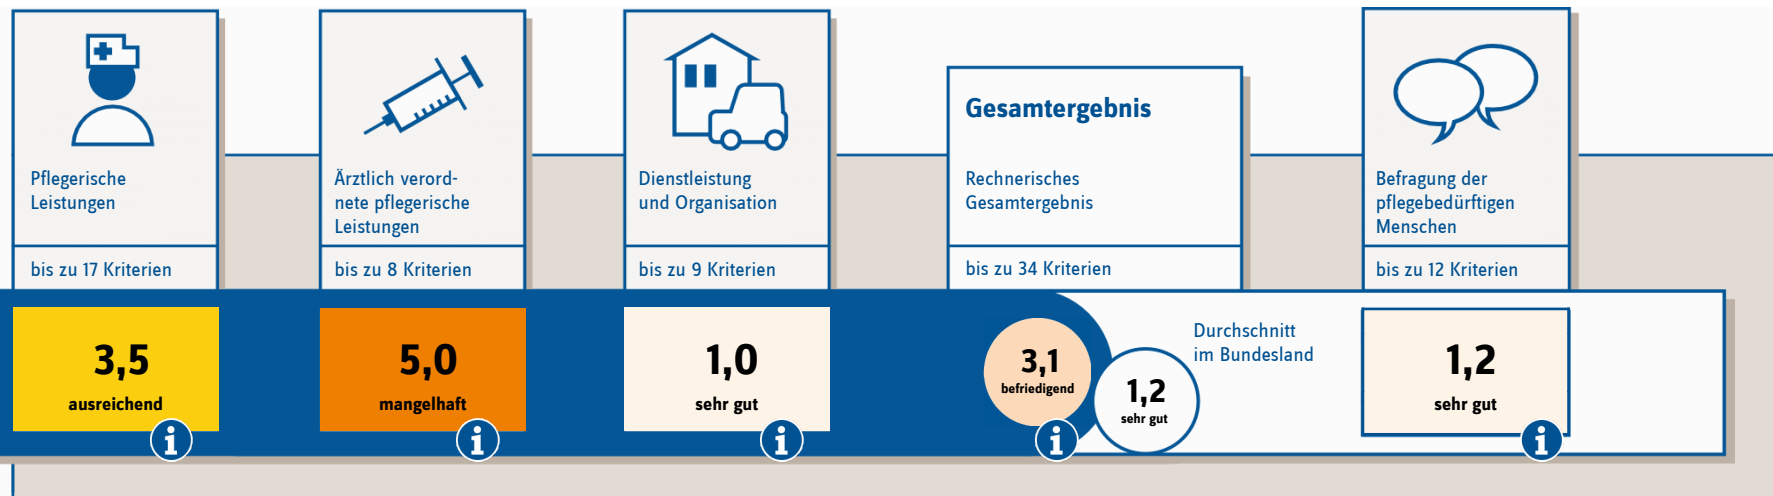 Pflegerische
Leistungen
bis zu 17 Kriterien
3,5
ausreichend
i
Ärztlich verord-
nete pflegerische
Leistungen
bis zu 8 Kriterien
5,0
mangelhaft
i
Dienstleistung
und Organisation
bis zu 9 Kriterien
1,0
sehr gut
i
Gesamtergebnis
Rechnerisches
Gesamtergebnis
bis zu 34 Kriterien
3,1
befriedigend
i
Durchschnitt
im Bundesland
1,2
sehr gut
Befragung der
pflegebedürftigen
Menschen
bis zu 12 Kriterien
1,2
sehr gut
i